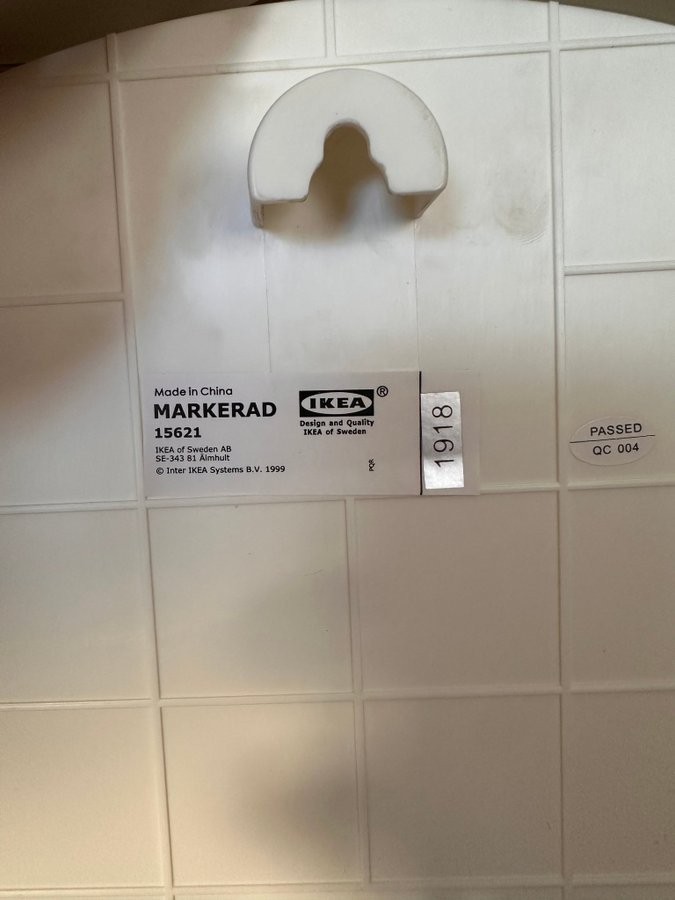 Made in China
MARKERAD
15621
IKEA of Sweden AB
SE-343 81 Älmhult
© Inter IKEA Systems B.V. 1999
IKEA®
Design and Quality
IKEA of Sweden
PQR
1918
PASSED
QC 004